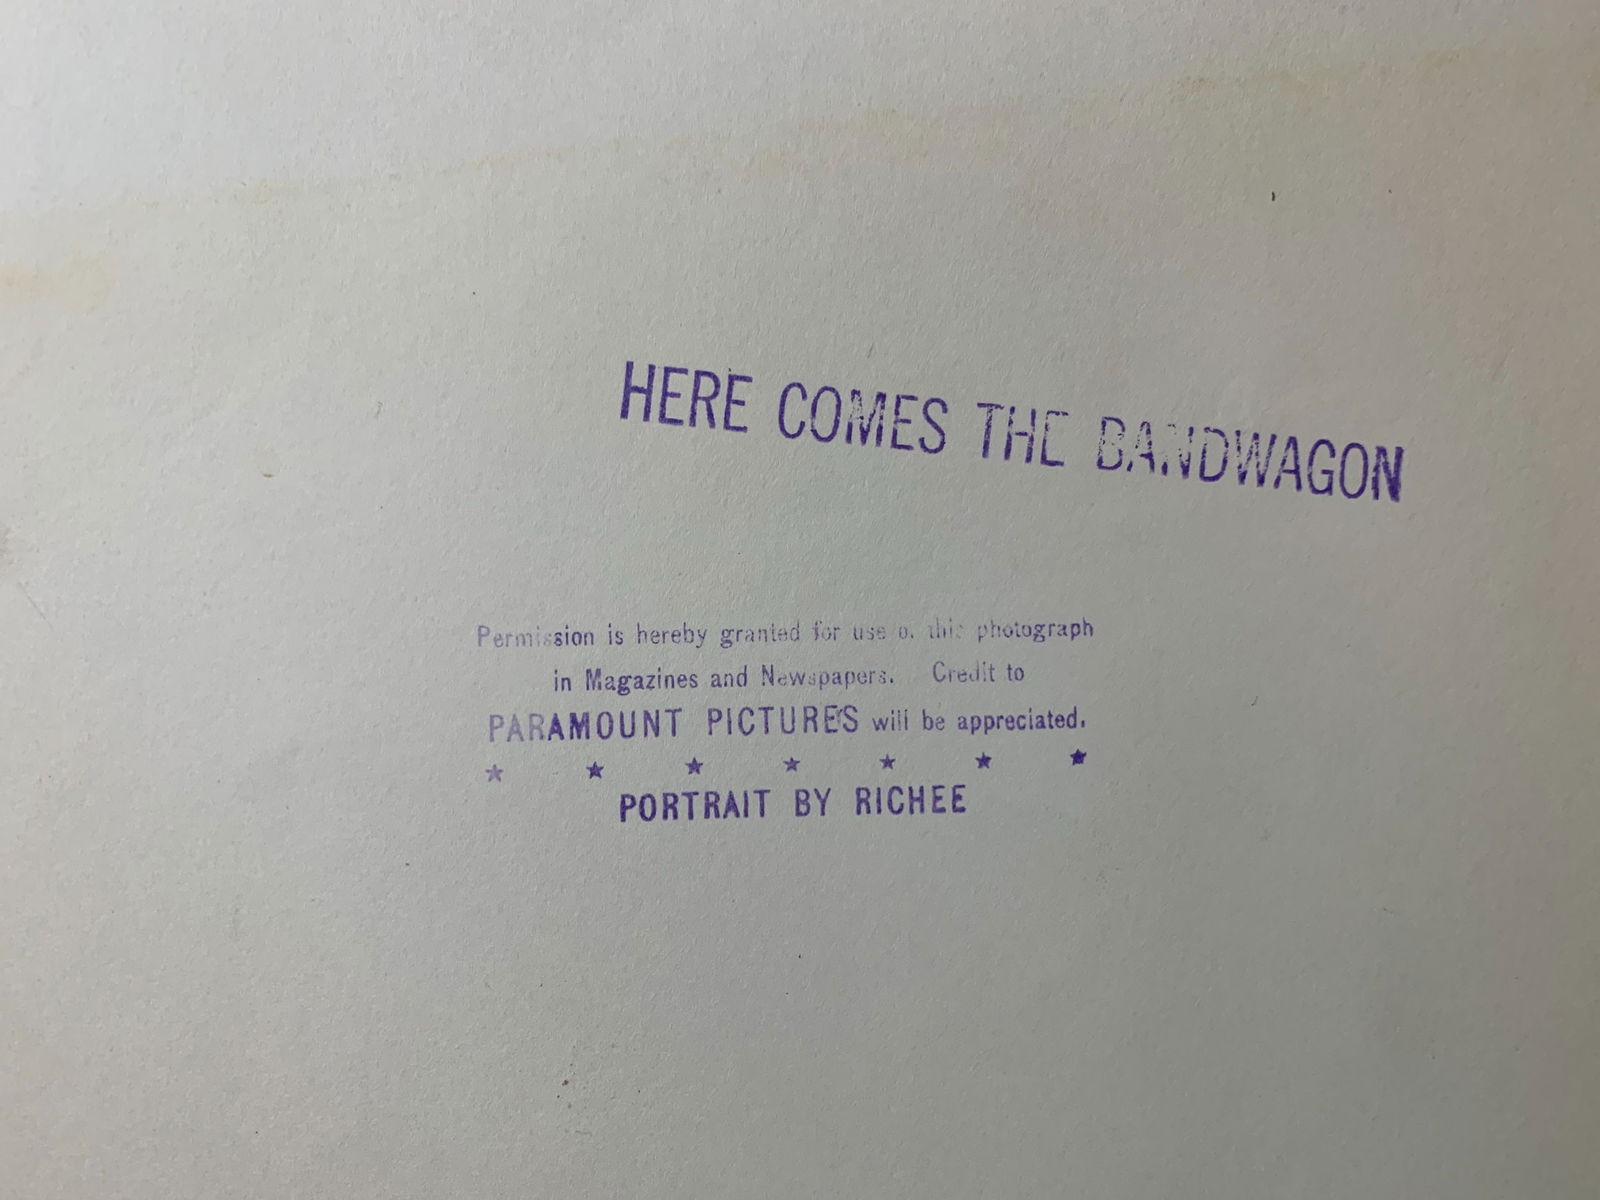 HERE COMES THE BANDWAGON
Permission is hereby granted for use of this photograph
in Magazines and Newspapers. Credit to
PARAMOUNT PICTURES will be appreciated.
★ ★ ★ ★ ★ ★ ★
PORTRAIT BY RICHEE